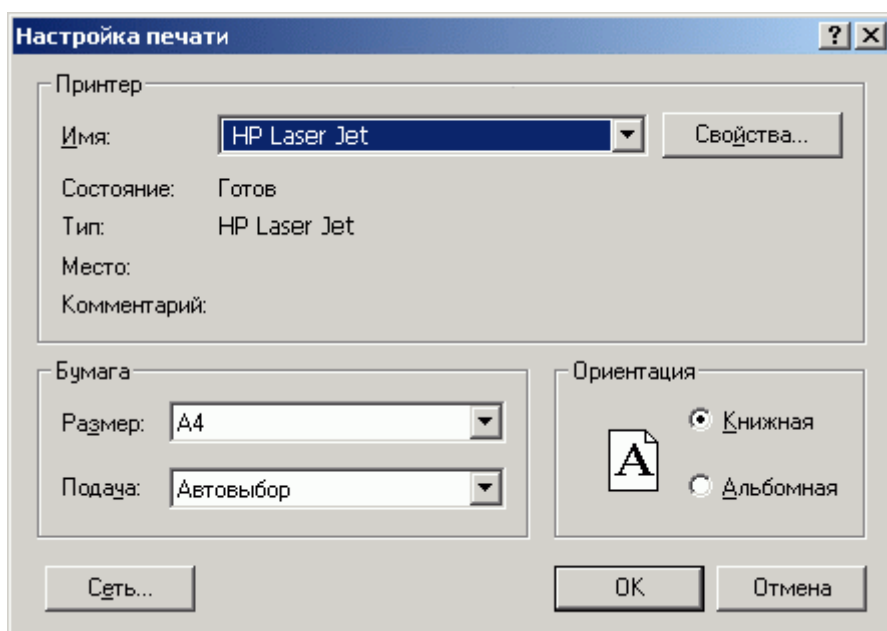 Настройка печати
Принтер
Имя: HP Laser Jet Свойства...
Состояние: Готов
Тип: HP Laser Jet
Место:
Комментарий:
Бумага Ориентация
Размер: A4 Книжная
A
Подача: Автовыбор Альбомная
Сеть... OK Отмена